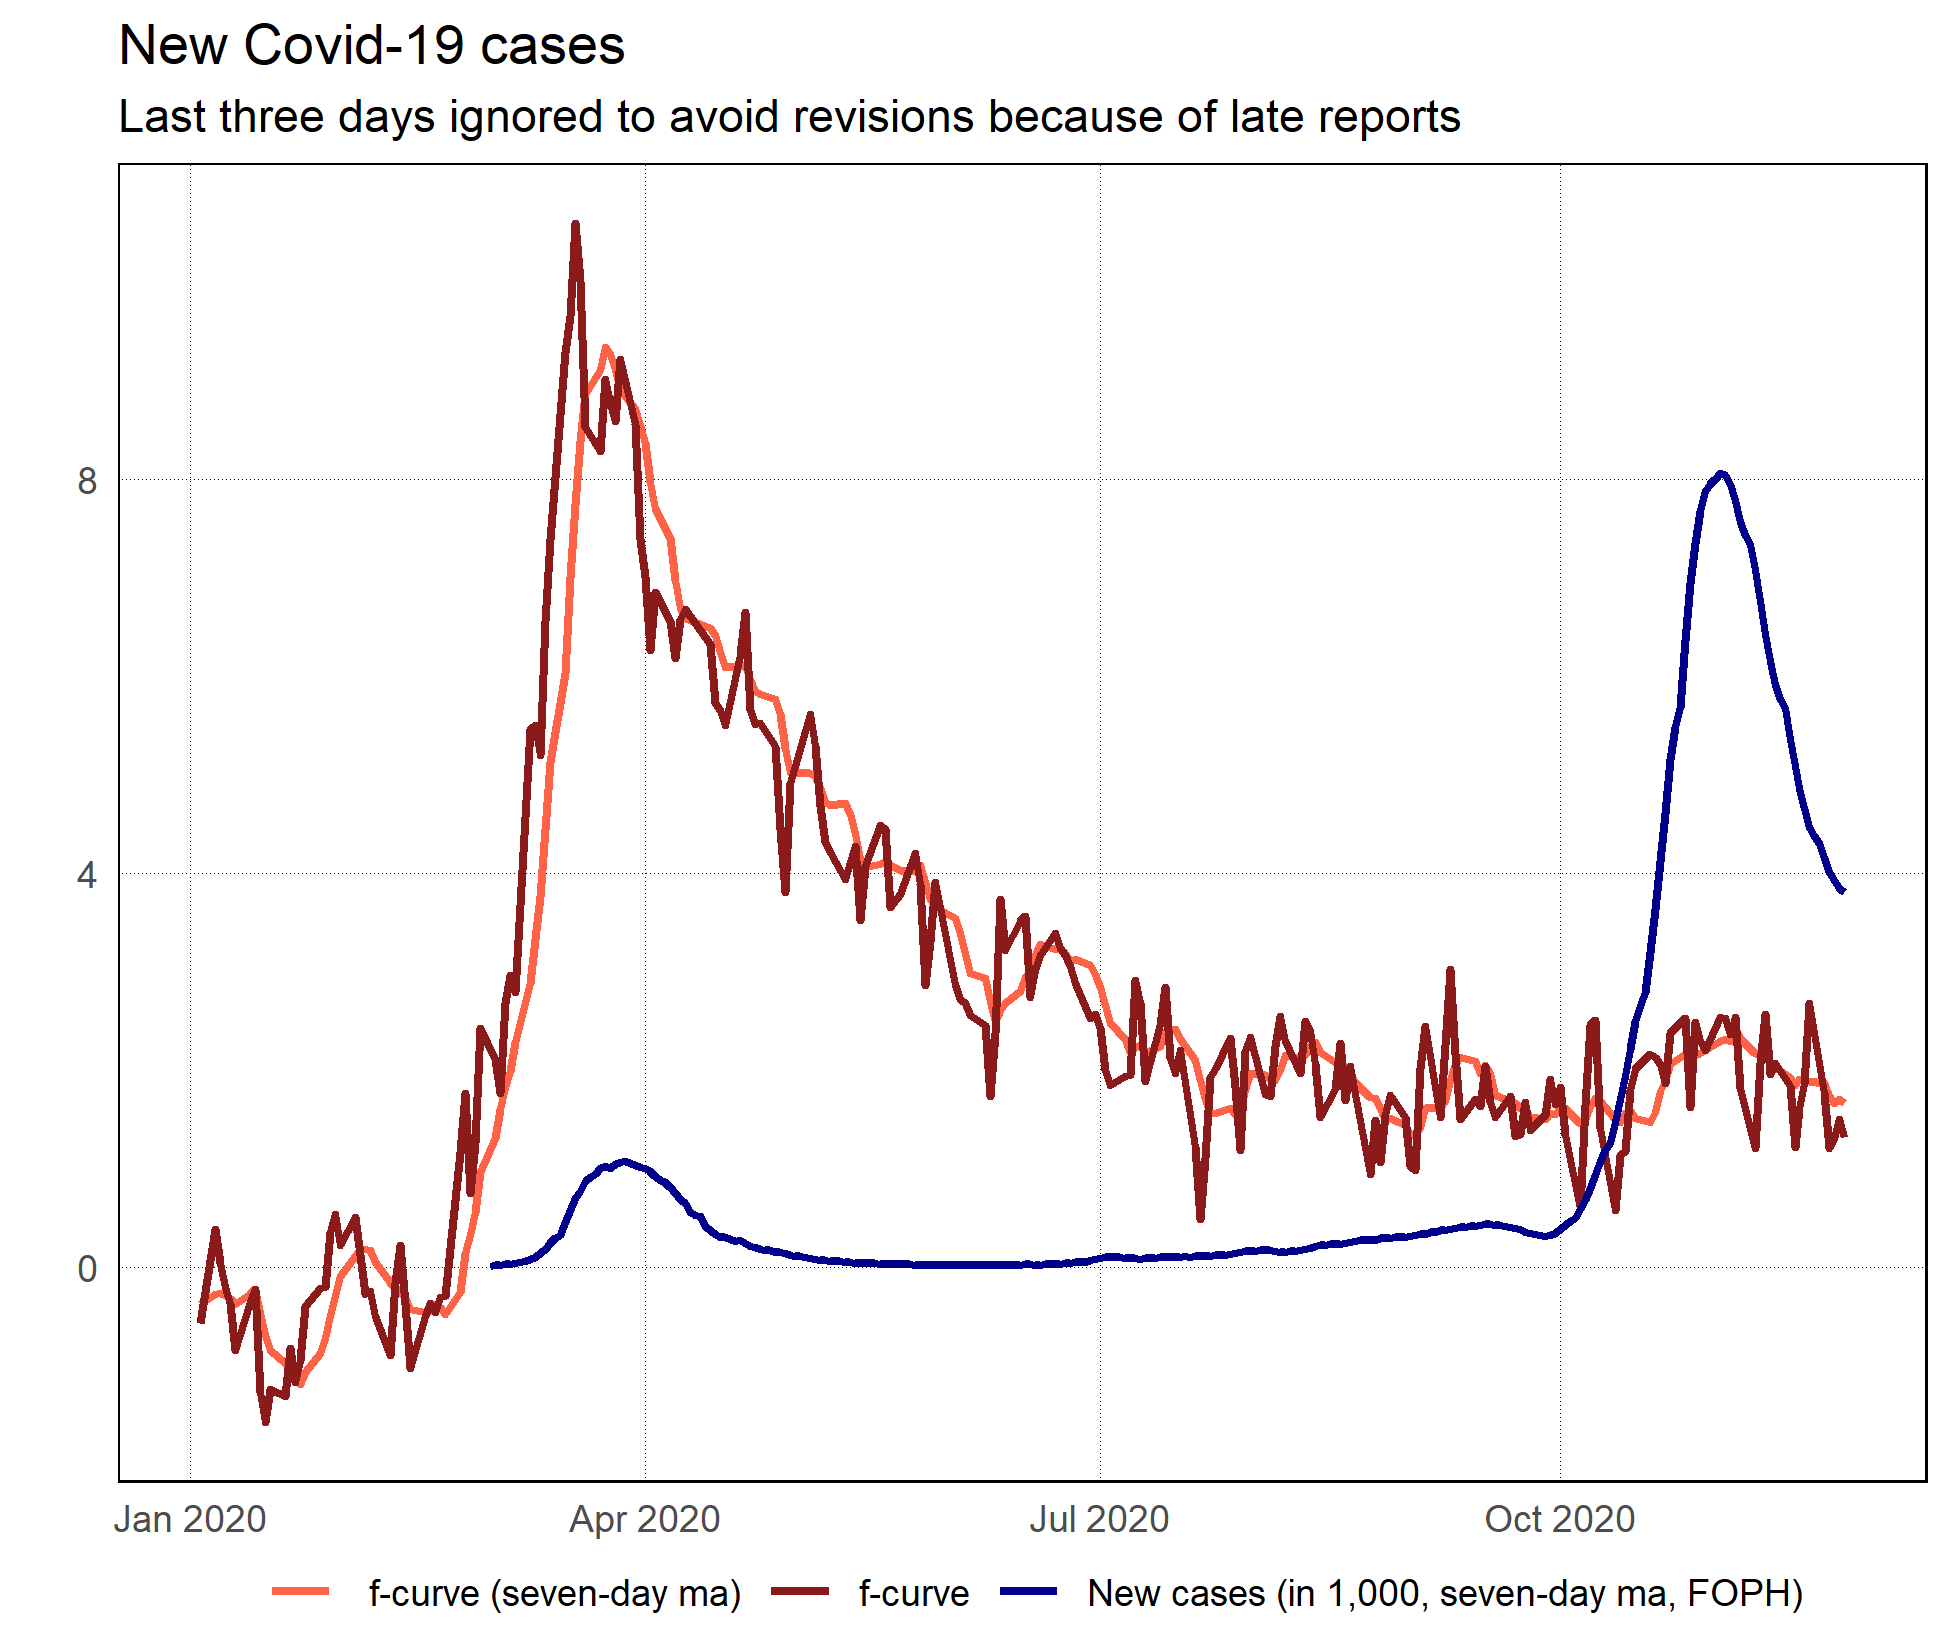 New Covid-19 cases
Last three days ignored to avoid revisions because of late reports
8
4
0
Jan 2020 Apr 2020 Jul 2020 Oct 2020
f-curve (seven-day ma) f-curve New cases (in 1,000, seven-day ma, FOPH)